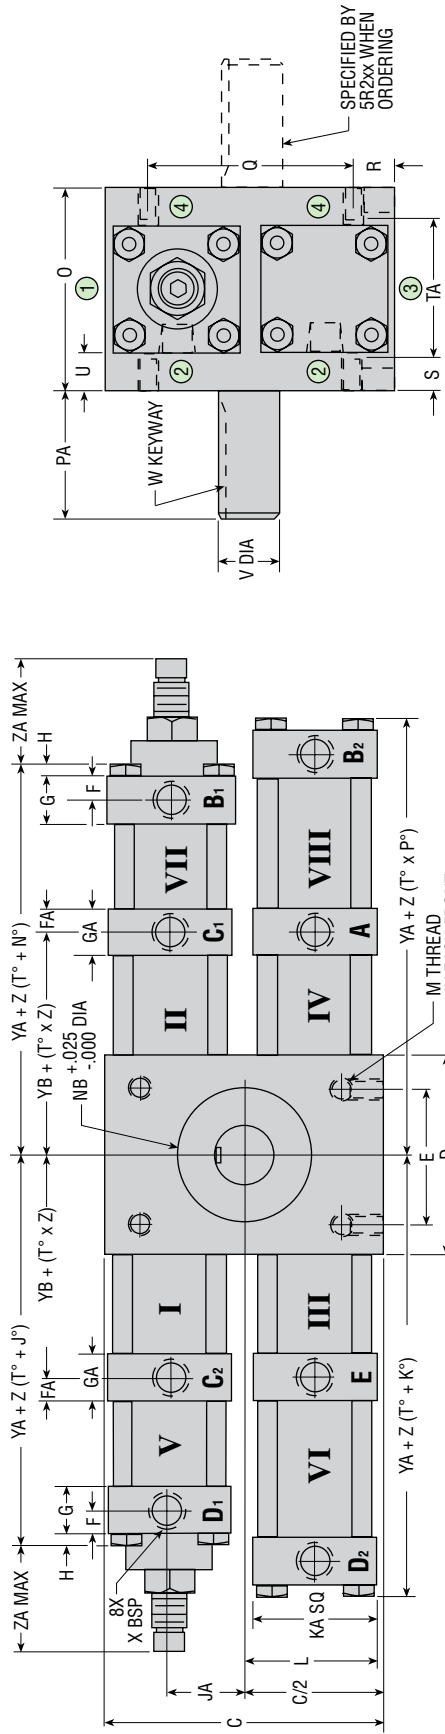 ZA MAX
YA + Z (T° + J°)
YA + Z (T° + N°)
ZA MAX
YB + (T° x Z)
YB + (T° x Z)
H
G
F
FA
GA
NB +.025 DIA
-.000
FA
GA
G
F
H
8X
X BSP
D1
V
C2
I
II
C1
VII
B1
C
JA
C/2
L
KA SQ
D2
VI
E
III
IV
A
VIII
B2
E
M THREAD
YA + Z (T° + K°)
YA + Z (T° x P°)
PA
O
U
1
W KEYWAY
V DIA
2
4
Q
2
4
R
S
TA
3
SPECIFIED BY
5R2xx WHEN
ORDERING